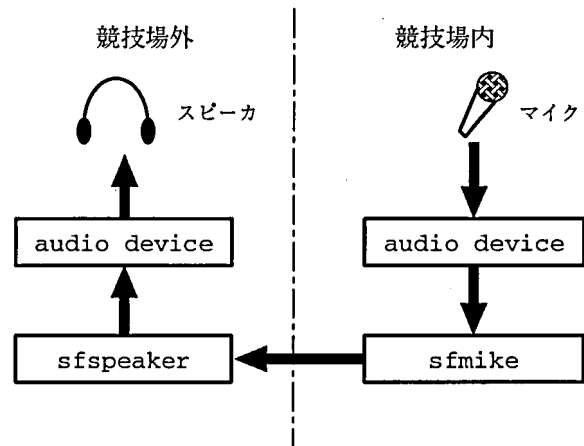 競技場外
競技場内
スピーカ
マイク
audio device
audio device
sfspeaker
sfmike